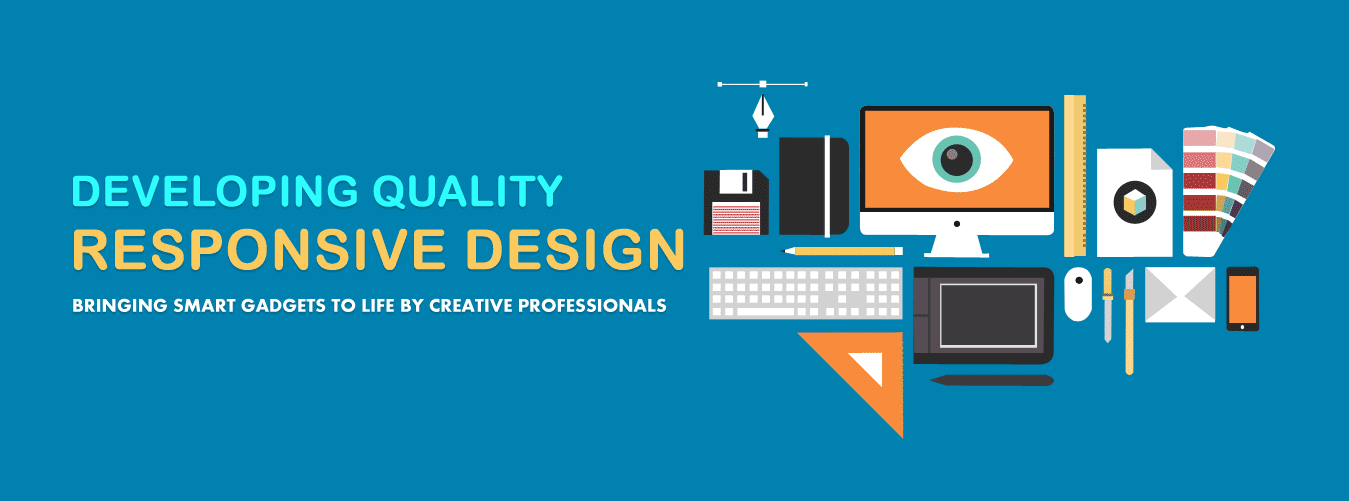 DEVELOPING QUALITY
RESPONSIVE DESIGN
BRINGING SMART GADGETS TO LIFE BY CREATIVE PROFESSIONALS